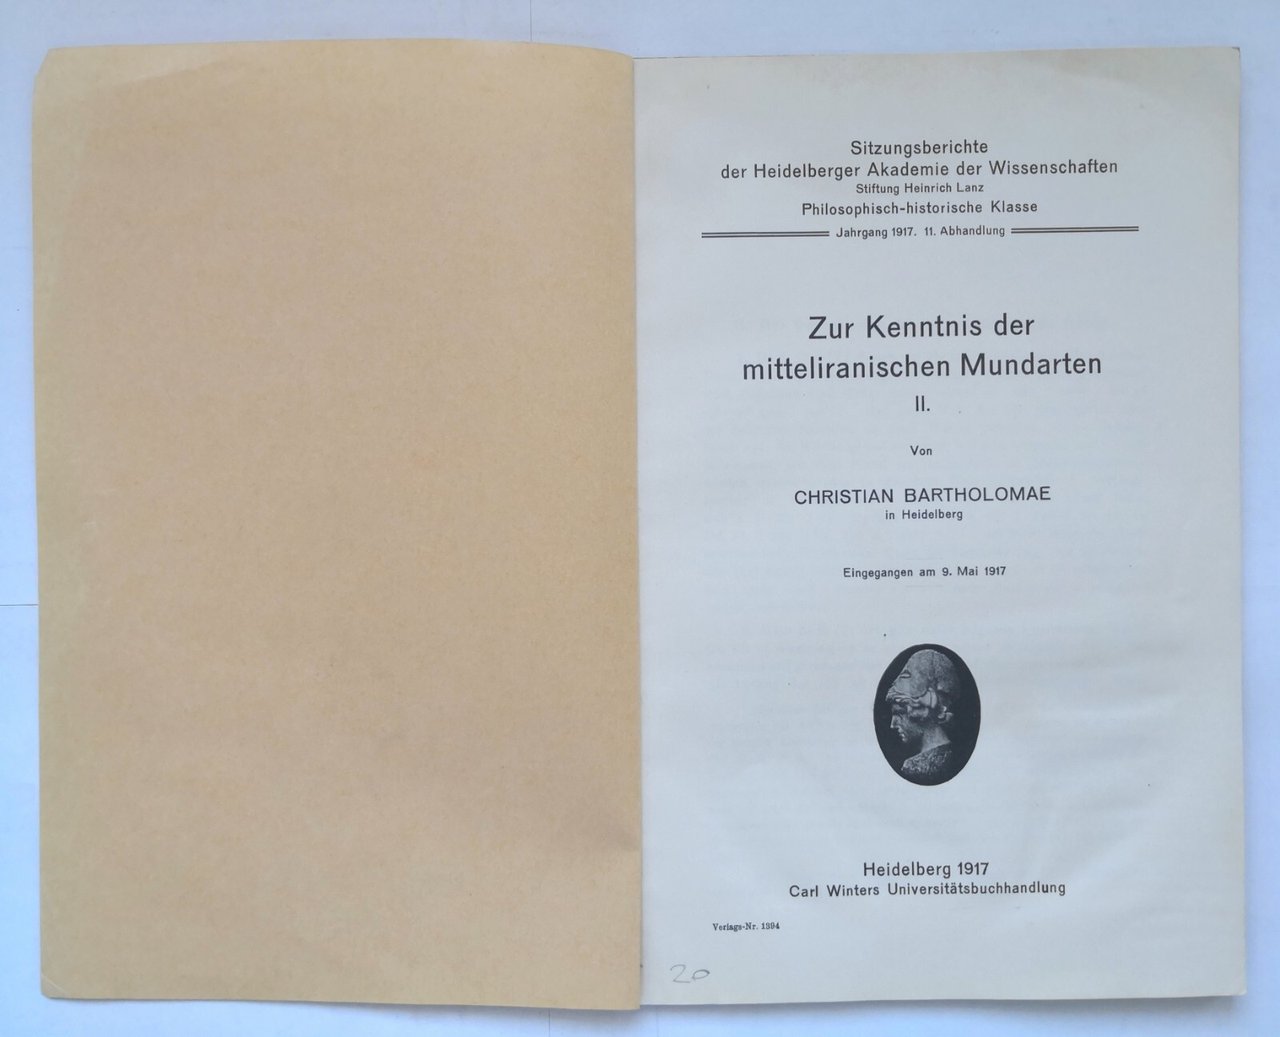 Sitzungsberichte
der Heidelberger Akademie der Wissenschaften
Stiftung Heinrich Lanz
Philosophisch-historische Klasse
Jahrgang 1917. 11. Abhandlung
Zur Kenntnis der
mitteliranischen Mundarten
II.
Von
CHRISTIAN BARTHOLOMAE
in Heidelberg
Eingegangen am 9. Mai 1917
Heidelberg 1917
Carl Winters Universitätsbuchhandlung
Verlags-Nr. 1394
20